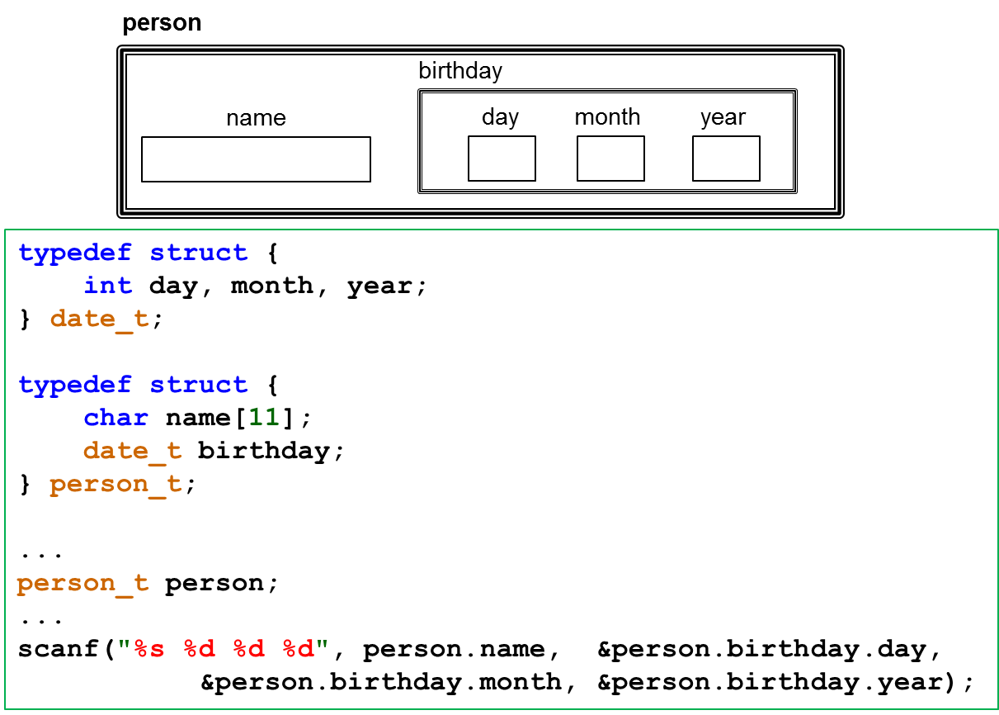 person
birthday
name day month year
typedef struct {
    int day, month, year;
} date_t;
typedef struct {
    char name[11];
    date_t birthday;
} person_t;
...
person_t person;
...
scanf("%s %d %d %d", person.name,  &person.birthday.day,
           &person.birthday.month, &person.birthday.year);